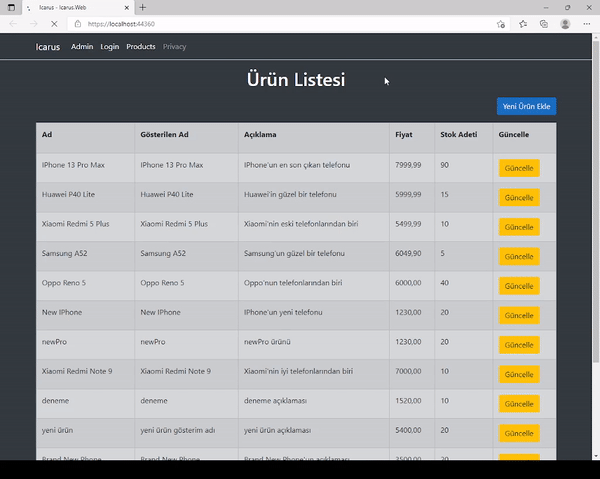 Icarus - Icarus.Web
https://localhost:44360
Icarus Admin Login Products Privacy
Ürün Listesi
Yeni Ürün Ekle
Ad Gösterilen Ad Açıklama Fiyat Stok Adeti Güncelle
IPhone 13 Pro Max IPhone 13 Pro Max IPhone'un en son çıkan telefonu 7999,99 90 Güncelle
Huawei P40 Lite Huawei P40 Lite Huawei'in güzel bir telefonu 5999,99 15 Güncelle
Xiaomi Redmi 5 Plus Xiaomi Redmi 5 Plus Xiaomi'nin eski telefonlarından biri 5499,99 10 Güncelle
Samsung A52 Samsung A52 Samsung'un güzel bir telefonu 6049,90 5 Güncelle
Oppo Reno 5 Oppo Reno 5 Oppo'nun telefonlarından biri 6000,00 40 Güncelle
New IPhone New IPhone IPhone'un yeni telefonu 1230,00 20 Güncelle
newPro newPro newPro ürünü 1230,00 20 Güncelle
Xiaomi Redmi Note 9 Xiaomi Redmi Note 9 Xiaomi'nin iyi telefonlarından biri 7000,00 10 Güncelle
deneme deneme deneme açıklaması 1520,00 10 Güncelle
yeni ürün yeni ürün gösterim adı yeni ürün açıklaması 5400,00 20 Güncelle
Brand New Phone Brand New Phone Brand New Phone'un açıklaması 3500,00 20